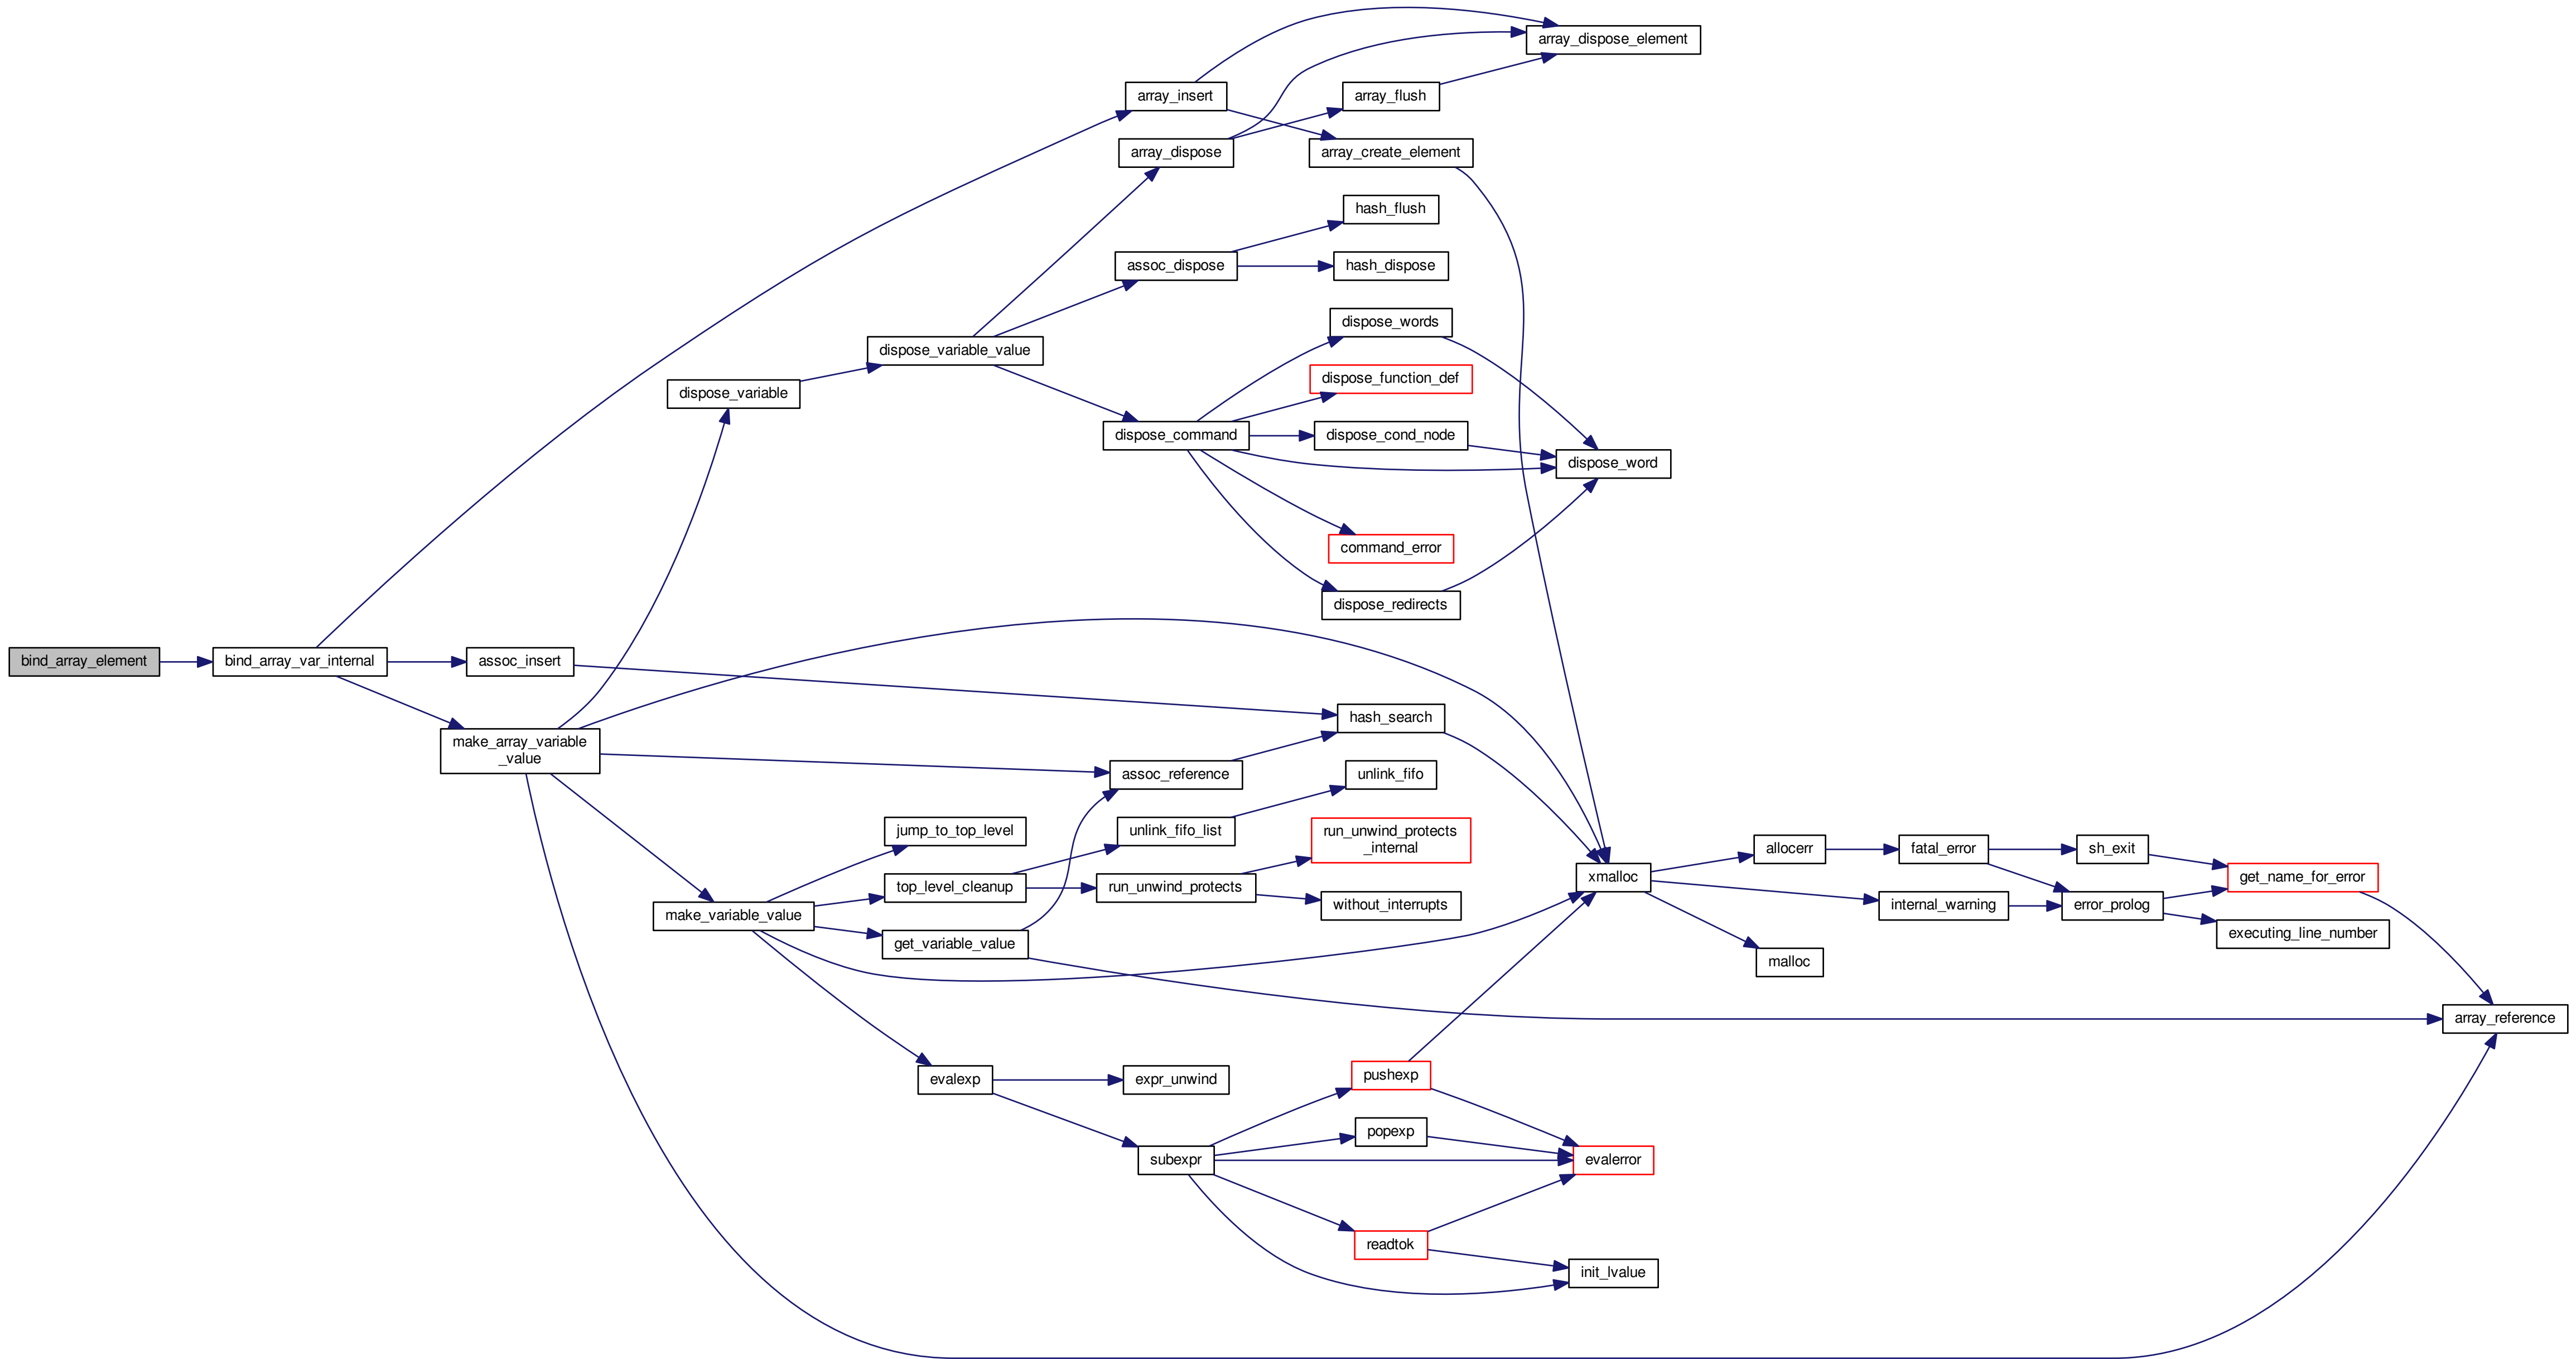 array_dispose_element
array_insert
array_flush
array_dispose
array_create_element
hash_flush
assoc_dispose
hash_dispose
dispose_words
dispose_variable_value
dispose_function_def
dispose_variable
dispose_command
dispose_cond_node
dispose_word
command_error
dispose_redirects
bind_array_element
bind_array_var_internal
assoc_insert
hash_search
make_array_variable
_value
assoc_reference
unlink_fifo
jump_to_top_level
unlink_fifo_list
run_unwind_protects
_internal
allocerr
fatal_error
sh_exit
xmalloc
get_name_for_error
top_level_cleanup
run_unwind_protects
without_interrupts
internal_warning
error_prolog
make_variable_value
executing_line_number
get_variable_value
malloc
array_reference
evalexp
expr_unwind
pushexp
popexp
subexpr
evalerror
readtok
init_lvalue